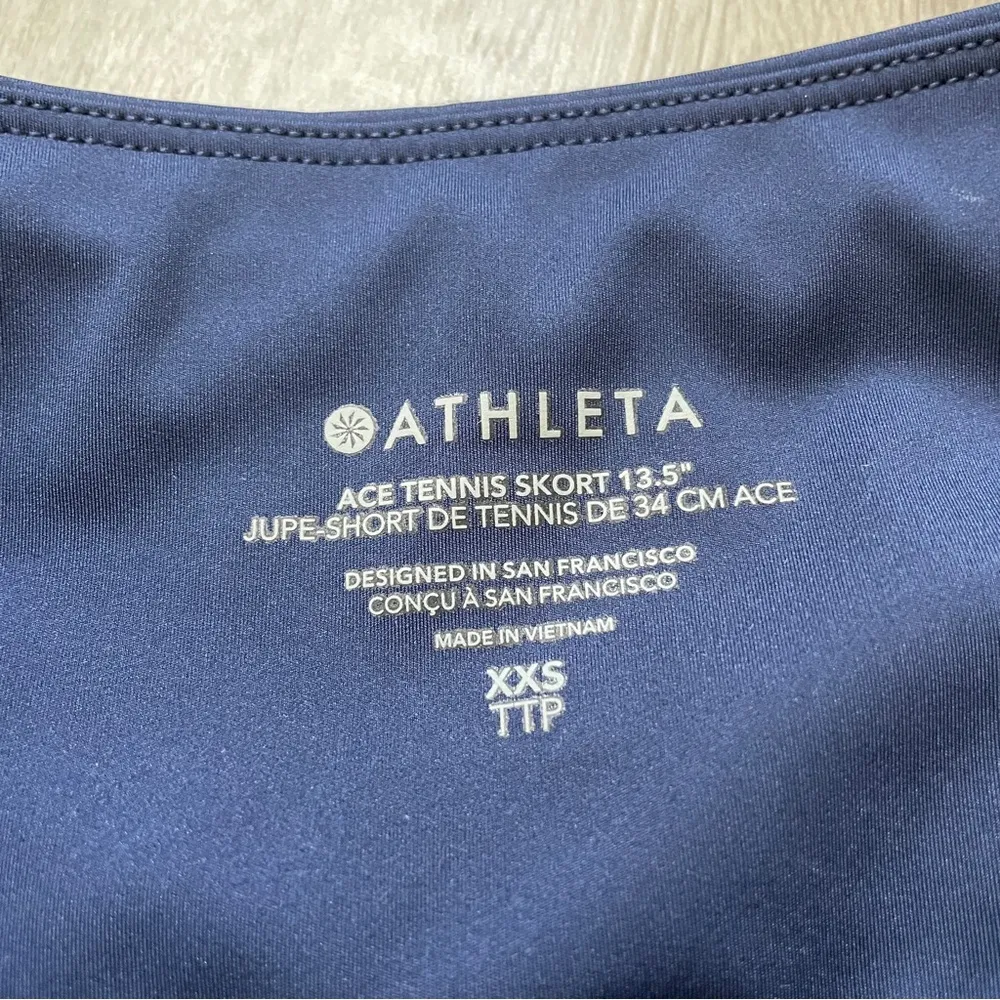 ATHLETA
ACE TENNIS SKORT 13.5"
JUPE-SHORT DE TENNIS DE 34 CM ACE
DESIGNED IN SAN FRANCISCO
CONÇU À SAN FRANCISCO
MADE IN VIETNAM
XXS
TTP